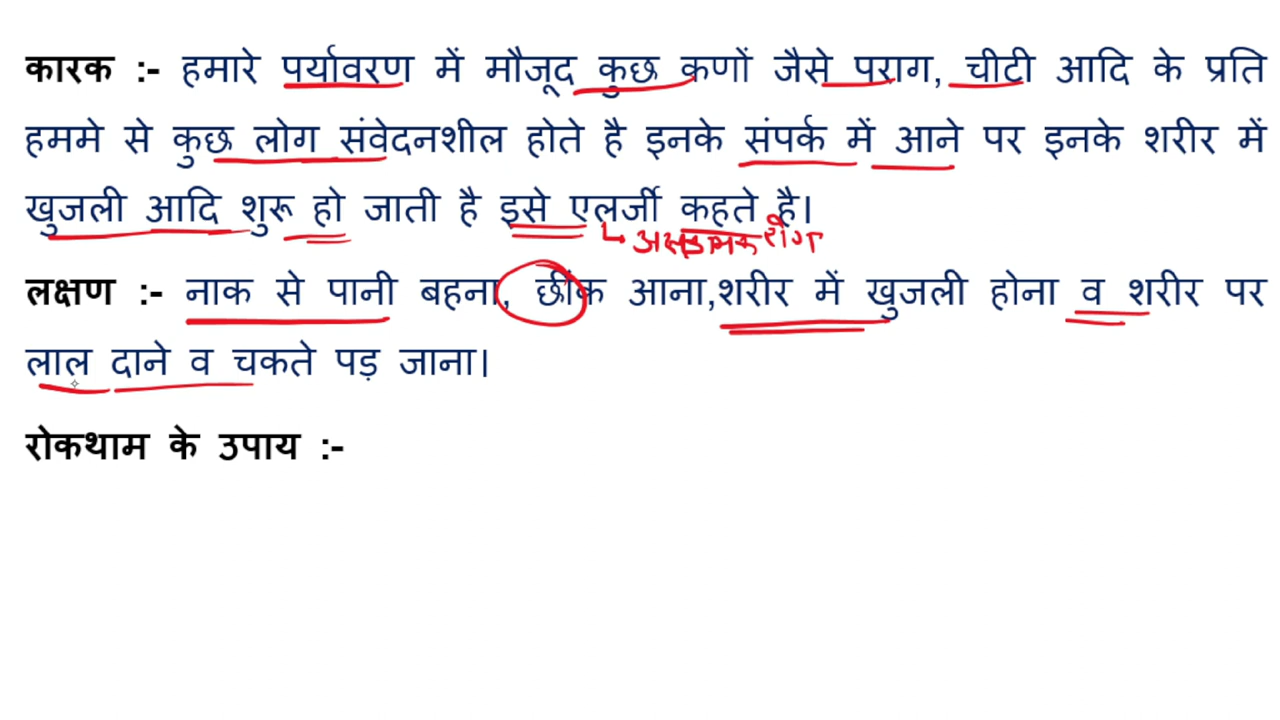 कारक :- हमारे पर्यावरण में मौजूद कुछ कणों जैसे पराग, चीटी आदि के प्रति
हममे से कुछ लोग संवेदनशील होते है इनके संपर्क में आने पर इनके शरीर में
खुजली आदि शुरू हो जाती है इसे एलर्जी कहते है।
रोग
लक्षण :- नाक से पानी बहना, छींक आना,शरीर में खुजली होना व शरीर पर
लाल दाने व चकते पड़ जाना।
रोकथाम के उपाय :-